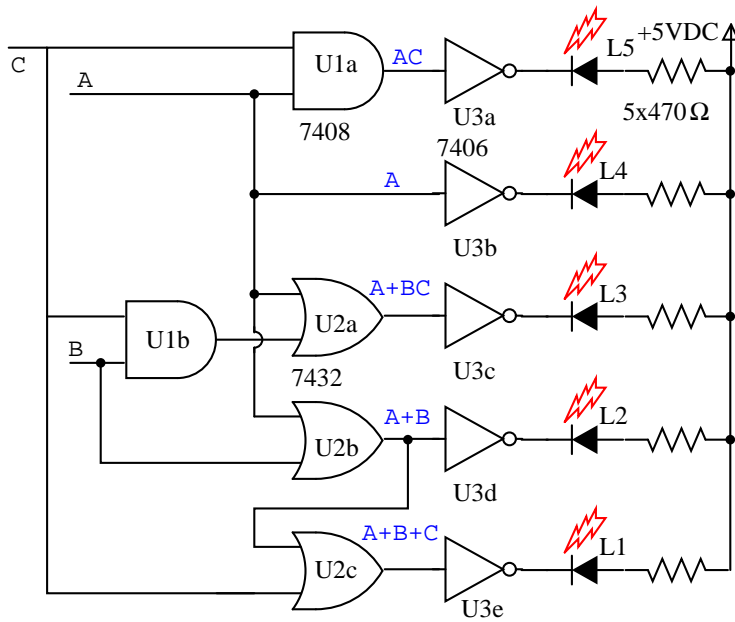 +5VDC
L5
C
U1a
AC
A
U3a
5x470Ω
7408
7406
L4
A
U3b
A+BC
L3
U1b
U2a
B
U3c
7432
A+B
L2
U2b
U3d
A+B+C
L1
U2c
U3e